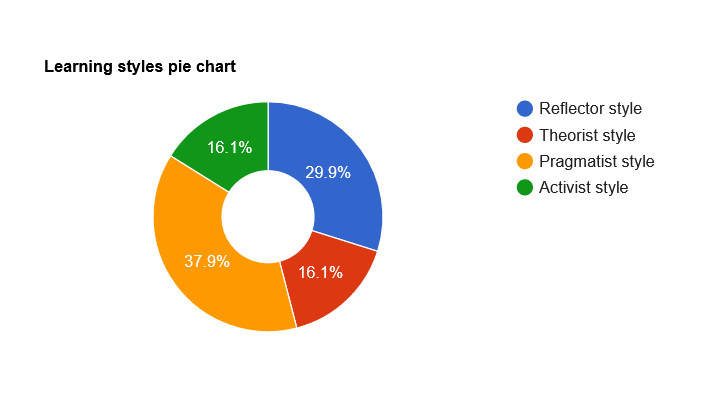 Learning styles pie chart
Reflector style
Theorist style
Pragmatist style
Activist style
16.1%
29.9%
37.9%
16.1%